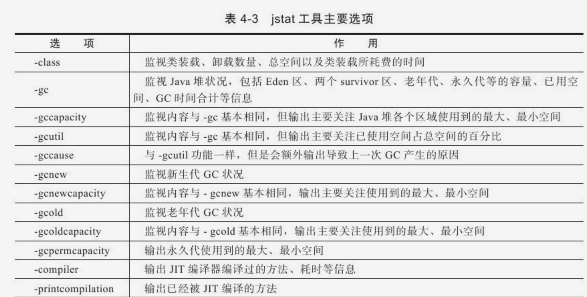 表 4-3 jstat 工具主要选项
选 项 作 用
-class 监视类装载、卸载数量、总空间以及类装载所耗费的时间
-gc 监视 Java 堆状况，包括 Eden 区、两个 survivor 区、老年代、永久代等的容量、已用空
间、GC 时间合计等信息
-gccapacity 监视内容与 -gc 基本相同，但输出主要关注 Java 堆各个区域使用到的最大、最小空间
-gcutil 监视内容与 -gc 基本相同，但输出主要关注已使用空间占总空间的百分比
-gccause 与 -gcutil 功能一样，但是会额外输出导致上一次 GC 产生的原因
-gcnew 监视新生代 GC 状况
-gcnewcapacity 监视内容与 - gcnew 基本相同，输出主要关注使用到的最大、最小空间
-gcold 监视老年代 GC 状况
-gcoldcapacity 监视内容与 - gcold 基本相同，输出主要关注使用到的最大、最小空间
-gcpermcapacity 输出永久代使用到的最大、最小空间
-compiler 输出 JIT 编译器编译过的方法、耗时等信息
-printcompilation 输出已经被 JIT 编译的方法